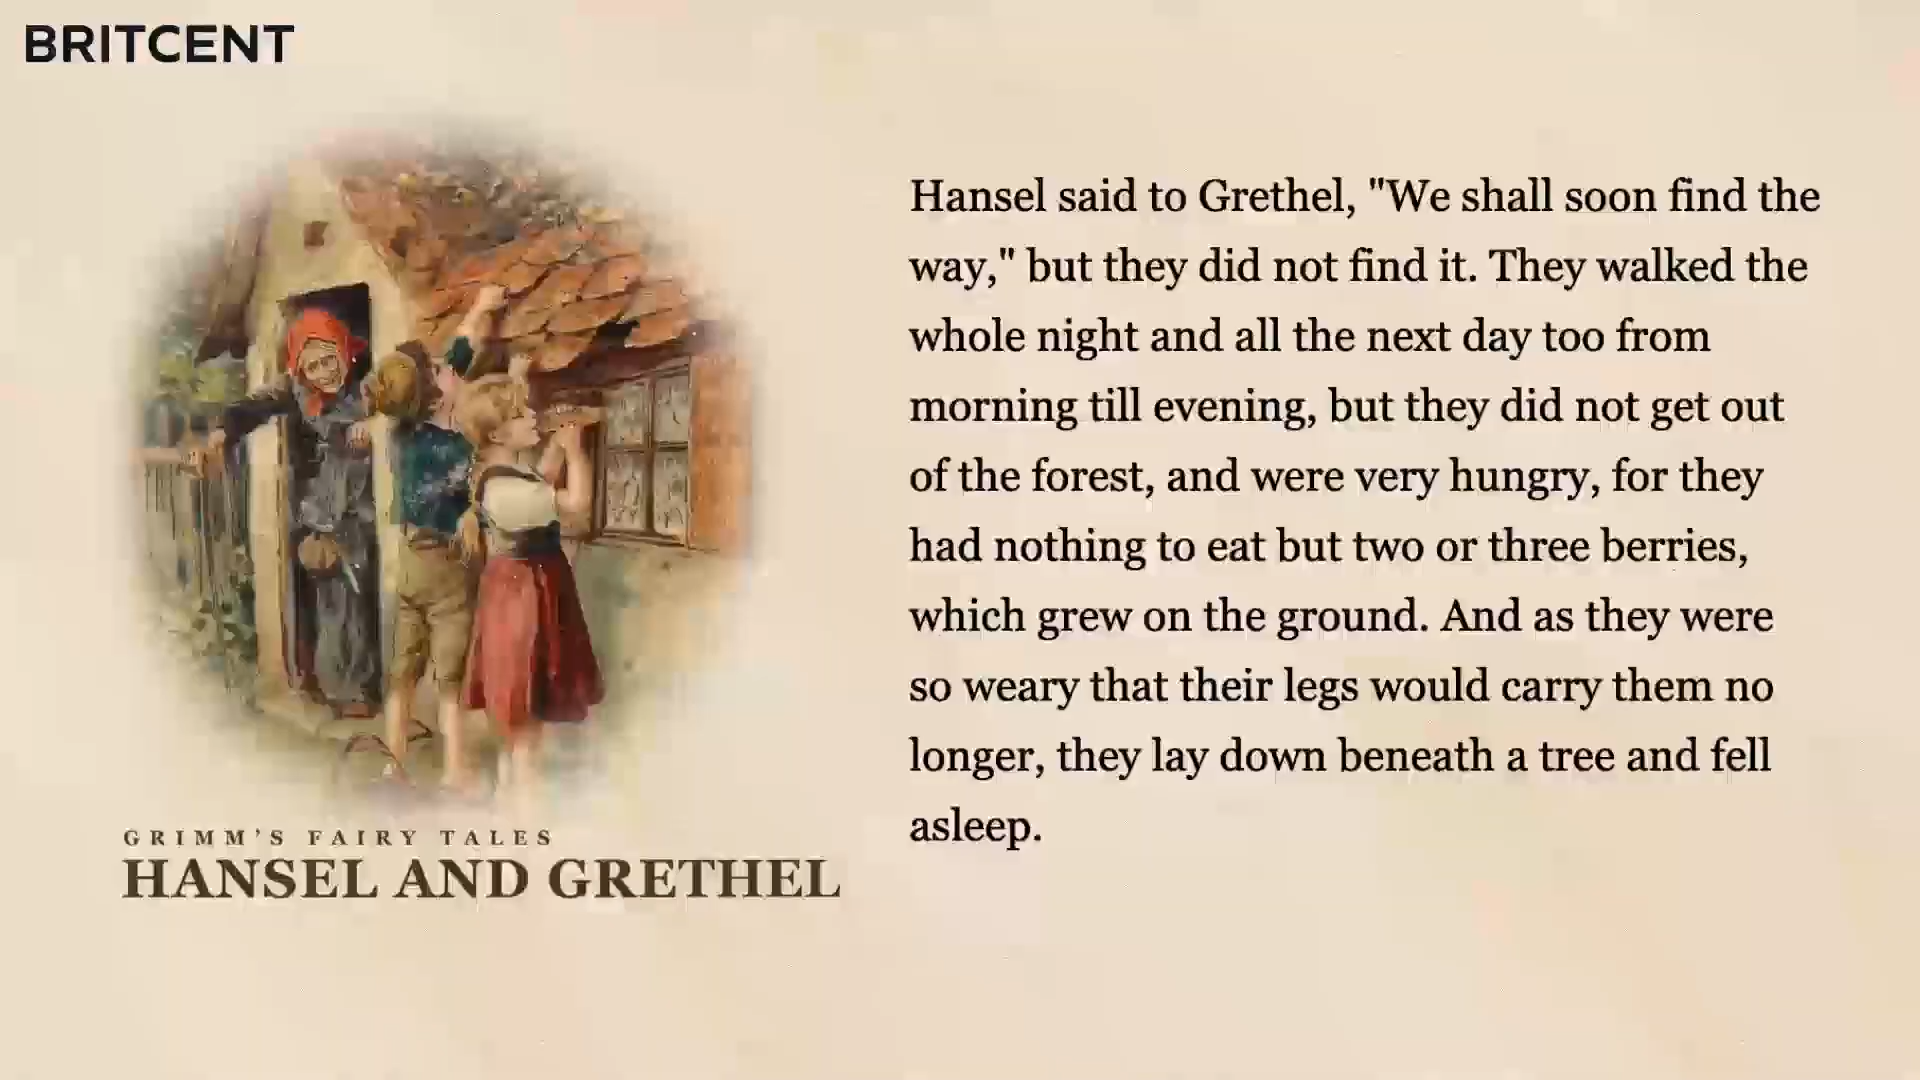 BRITCENT
Hansel said to Grethel, "We shall soon find the
way," but they did not find it. They walked the
whole night and all the next day too from
morning till evening, but they did not get out
of the forest, and were very hungry, for they
had nothing to eat but two or three berries,
which grew on the ground. And as they were
so weary that their legs would carry them no
longer, they lay down beneath a tree and fell
asleep.
GRIMM'S FAIRY TALES
HANSEL AND GRETHEL